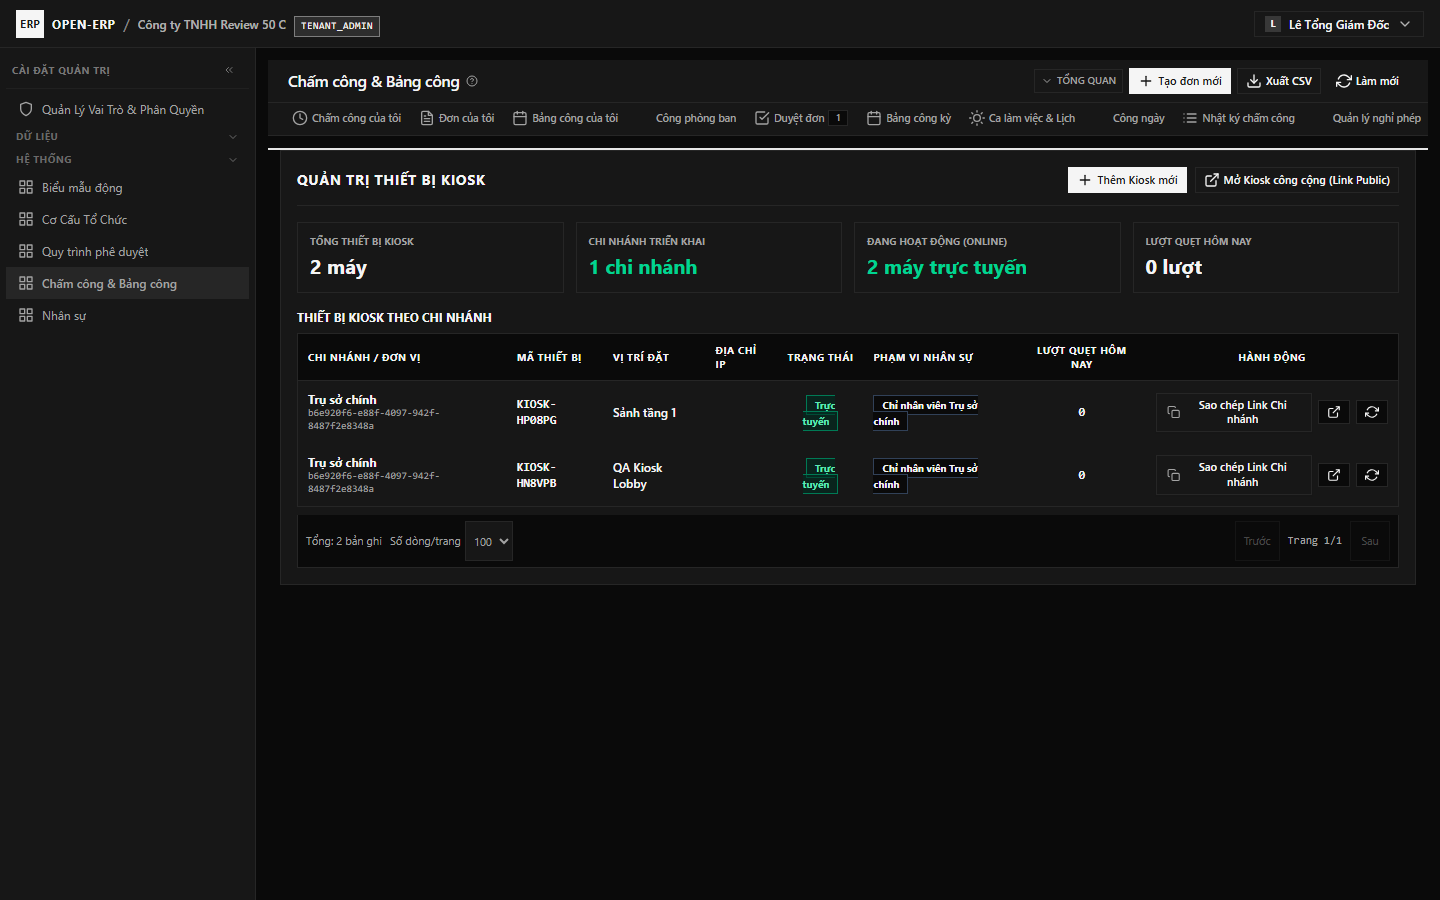 ERP OPEN-ERP / Công ty TNHH Review 50 C TENANT_ADMIN
L Lê Tổng Giám Đốc
CÀI ĐẶT QUẢN TRỊ
Quản Lý Vai Trò & Phân Quyền
DỮ LIỆU
HỆ THỐNG
Biểu mẫu động
Cơ Cấu Tổ Chức
Quy trình phê duyệt
Chấm công & Bảng công
Nhân sự
Chấm công & Bảng công
TỔNG QUAN
Tạo đơn mới
Xuất CSV
Làm mới
Chấm công của tôi
Đơn của tôi
Bảng công của tôi
Công phòng ban
Duyệt đơn 1
Bảng công kỳ
Ca làm việc & Lịch
Công ngày
Nhật ký chấm công
Quản lý nghỉ phép
QUẢN TRỊ THIẾT BỊ KIOSK
Thêm Kiosk mới
Mở Kiosk công cộng (Link Public)
TỔNG THIẾT BỊ KIOSK
2 máy
CHI NHÁNH TRIỂN KHAI
1 chi nhánh
ĐANG HOẠT ĐỘNG (ONLINE)
2 máy trực tuyến
LƯỢT QUẸT HÔM NAY
0 lượt
THIẾT BỊ KIOSK THEO CHI NHÁNH
CHI NHÁNH / ĐƠN VỊ
MÃ THIẾT BỊ
VỊ TRÍ ĐẶT
ĐỊA CHỈ
IP
TRẠNG THÁI
PHẠM VI NHÂN SỰ
LƯỢT QUẸT HÔM
NAY
HÀNH ĐỘNG
Trụ sở chính
b6e920f6-e88f-4097-942f-
8487f2e8348a
KIOSK-
HP08PG
Sảnh tầng 1
Trực
tuyến
Chỉ nhân viên Trụ sở
chính
0
Sao chép Link Chi
nhánh
Trụ sở chính
b6e920f6-e88f-4097-942f-
8487f2e8348a
KIOSK-
HN8VPB
QA Kiosk
Lobby
Trực
tuyến
Chỉ nhân viên Trụ sở
chính
0
Sao chép Link Chi
nhánh
Tổng: 2 bản ghi Số dòng/trang 100
Trước Trang 1/1 Sau